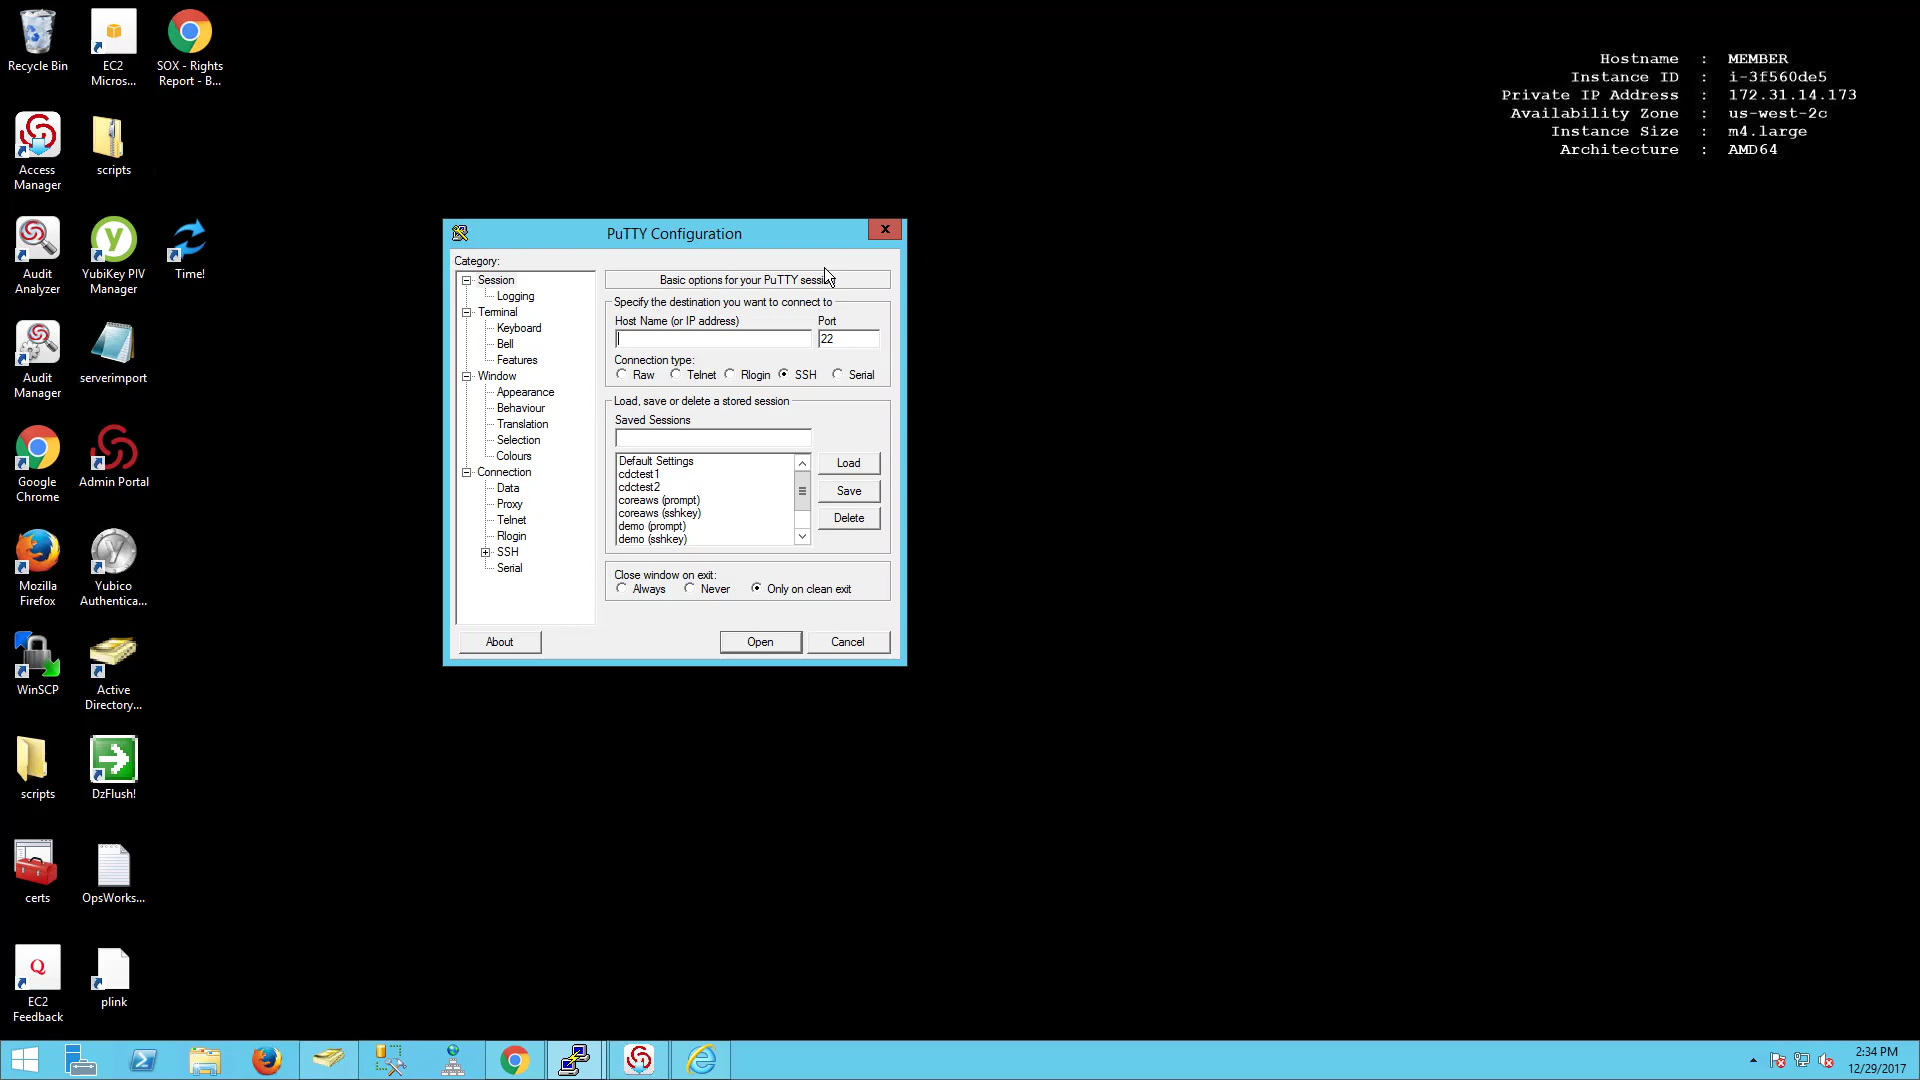 Recycle Bin
EC2
Micros...
SOX - Rights
Report - B...
Access
Manager
scripts
Audit
Analyzer
YubiKey PIV
Manager
Time!
Audit
Manager
serverimport
Google
Chrome
Admin Portal
Mozilla
Firefox
Yubico
Authentica...
WinSCP
Active
Directory...
scripts
DzFlush!
certs
OpsWorks...
Q
EC2
Feedback
plink
Hostname : MEMBER
Instance ID : i-3f560de5
Private IP Address : 172.31.14.173
Availability Zone : us-west-2c
Instance Size : m4.large
Architecture : AMD64
PuTTY Configuration
Category:
Session
Logging
Terminal
Keyboard
Bell
Features
Window
Appearance
Behaviour
Translation
Selection
Colours
Connection
Data
Proxy
Telnet
Rlogin
SSH
Serial
Basic options for your PuTTY session
Specify the destination you want to connect to
Host Name (or IP address) Port
22
Connection type:
Raw Telnet Rlogin SSH Serial
Load, save or delete a stored session
Saved Sessions
Default Settings
cdctest1
cdctest2
coreaws (prompt)
coreaws (sshkey)
demo (prompt)
demo (sshkey)
Load
Save
Delete
Close window on exit:
Always Never Only on clean exit
About Open Cancel
2:34 PM
12/29/2017